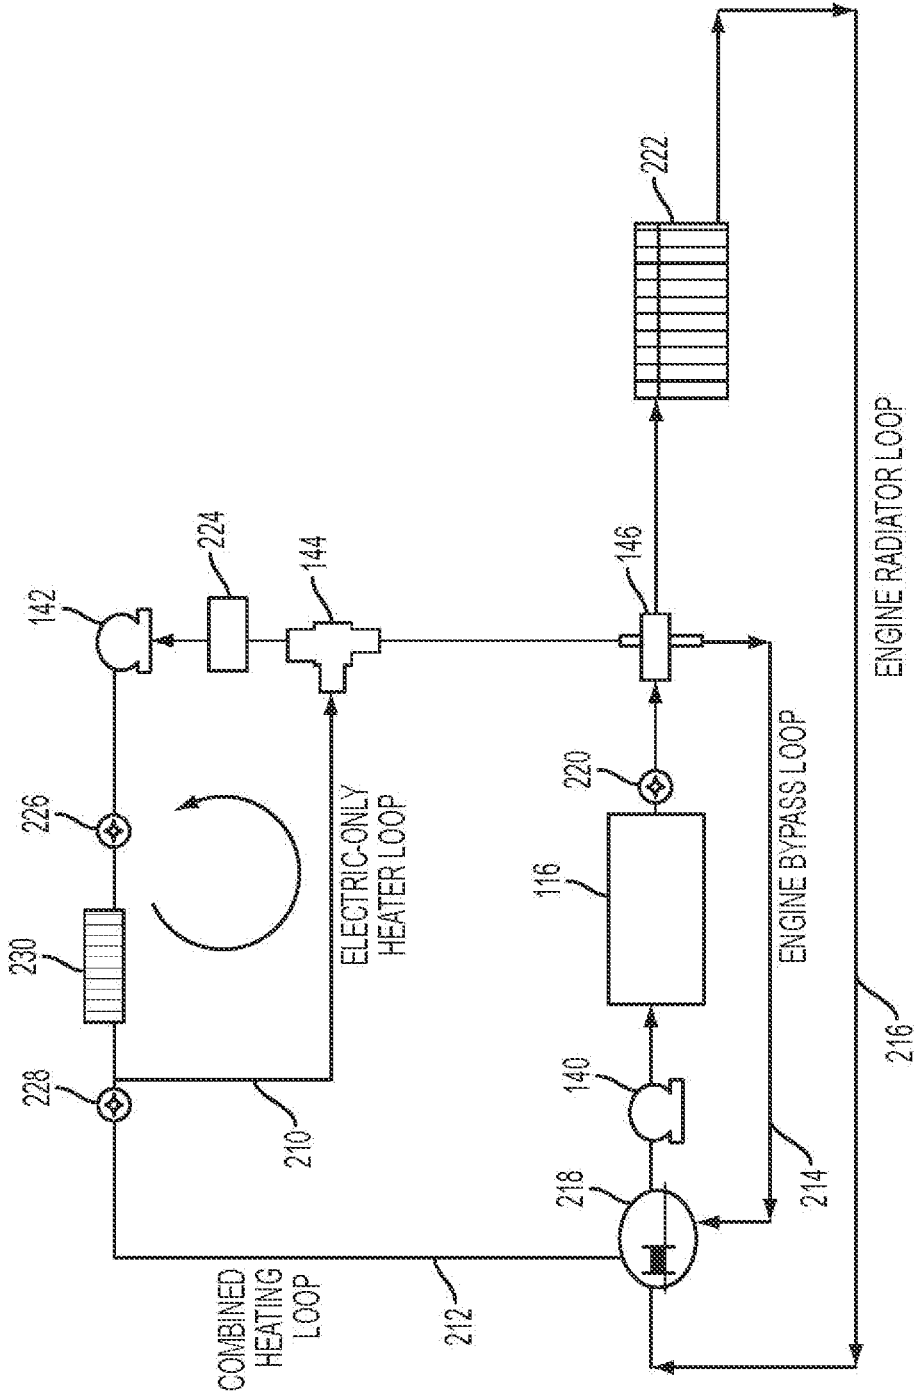 228
230
226
142
224
COMBINED
HEATING
LOOP
210
144
ELECTRIC-ONLY
HEATER LOOP
212
218
140
116
220
146
222
ENGINE BYPASS LOOP
214
ENGINE RADIATOR LOOP
216